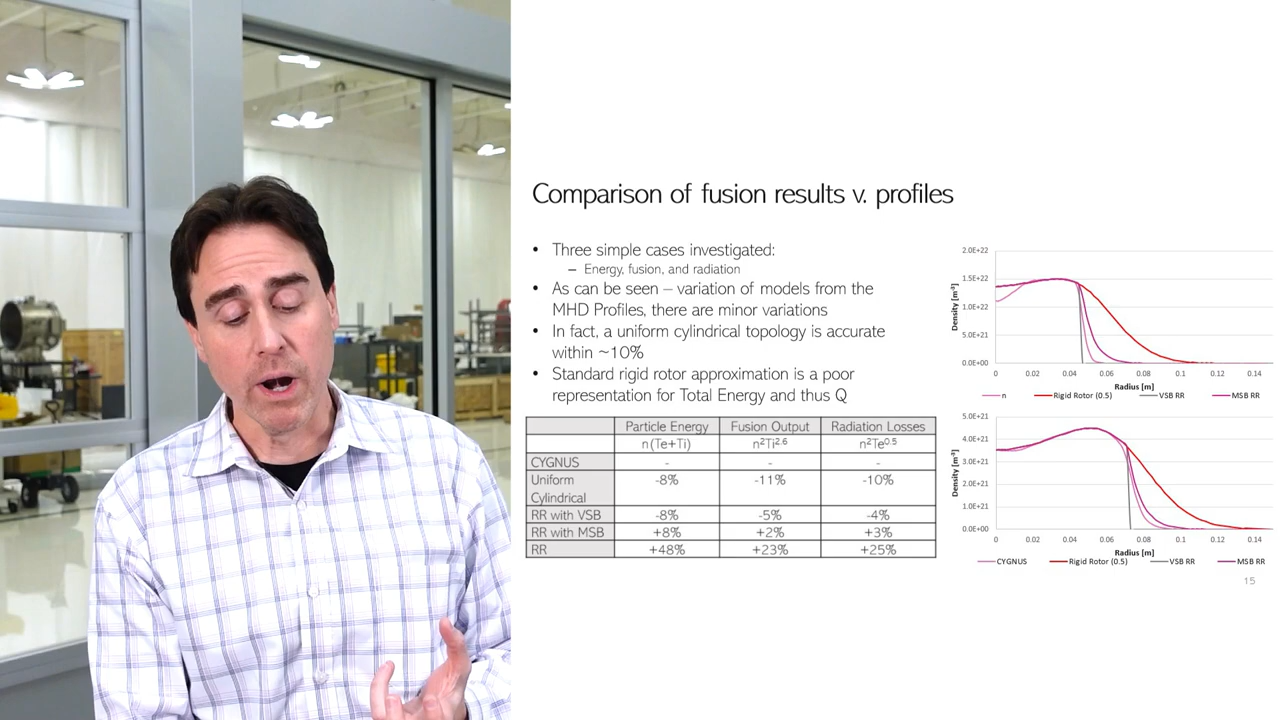 Comparison of fusion results v. profiles
• Three simple cases investigated:
– Energy, fusion, and radiation
• As can be seen – variation of models from the
MHD Profiles, there are minor variations
• In fact, a uniform cylindrical topology is accurate
within ~10%
• Standard rigid rotor approximation is a poor
representation for Total Energy and thus Q
Particle Energy Fusion Output Radiation Losses
n(Te+Ti) n²Ti²·⁶ n²Te⁰·⁵
CYGNUS - - -
Uniform -8% -11% -10%
Cylindrical
RR with VSB -8% -5% -4%
RR with MSB +8% +2% +3%
RR +48% +23% +25%
2.0E+22
1.5E+22
1.0E+22
5.0E+21
0.0E+00
Density [m⁻³]
0 0.02 0.04 0.06 0.08 0.1 0.12 0.14
Radius [m]
n Rigid Rotor (0.5) VSB RR MSB RR
5.0E+21
4.0E+21
3.0E+21
2.0E+21
1.0E+21
0.0E+00
Density [m⁻³]
0 0.02 0.04 0.06 0.08 0.1 0.12 0.14
Radius [m]
CYGNUS Rigid Rotor (0.5) VSB RR MSB RR
15